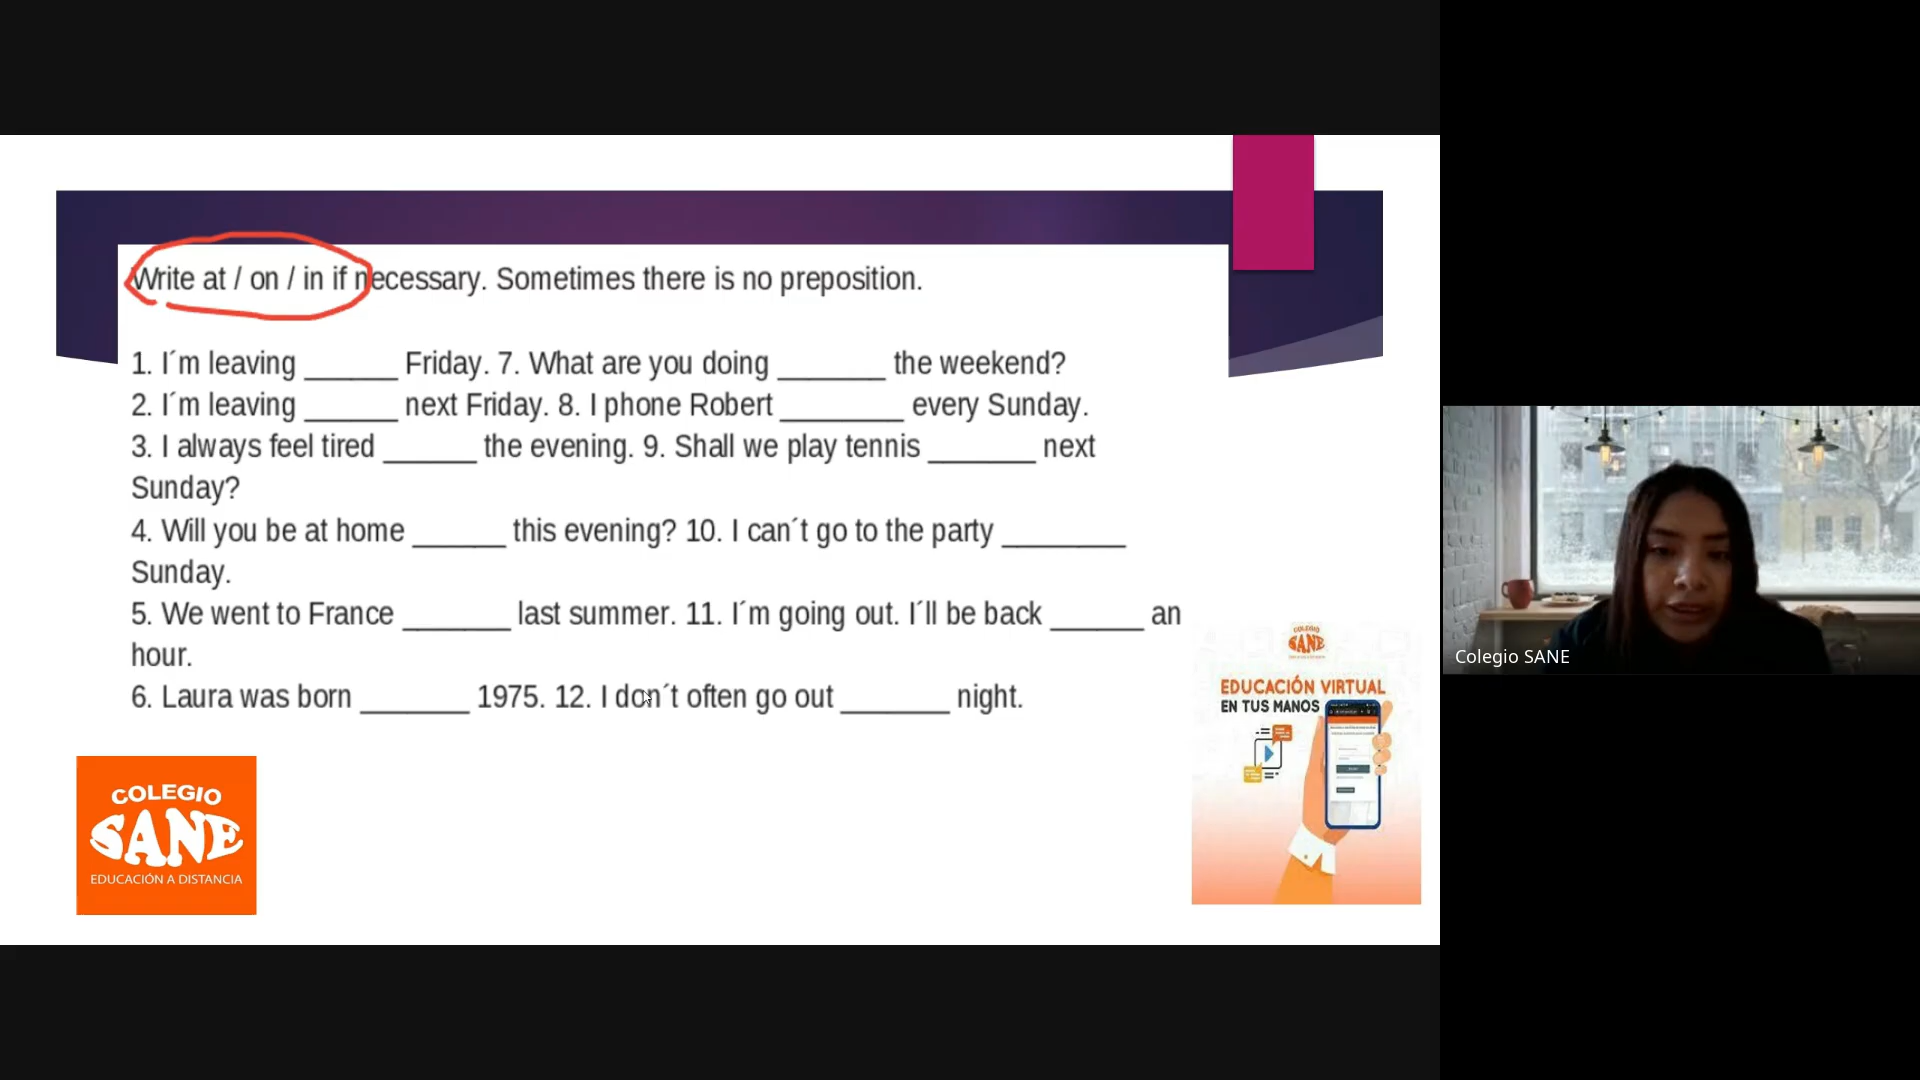 Write at / on / in if necessary. Sometimes there is no preposition.
1. I´m leaving ______ Friday. 7. What are you doing _______ the weekend?
2. I´m leaving ______ next Friday. 8. I phone Robert ________ every Sunday.
3. I always feel tired ______ the evening. 9. Shall we play tennis _______ next
Sunday?
4. Will you be at home ______ this evening? 10. I can´t go to the party ________
Sunday.
5. We went to France _______ last summer. 11. I´m going out. I´ll be back ______ an
hour.
6. Laura was born _______ 1975. 12. I don´t often go out _______ night.
COLEGIO
SANE
EDUCACIÓN A DISTANCIA
COLEGIO
SANE
EDUCACIÓN VIRTUAL
EN TUS MANOS
Colegio SANE